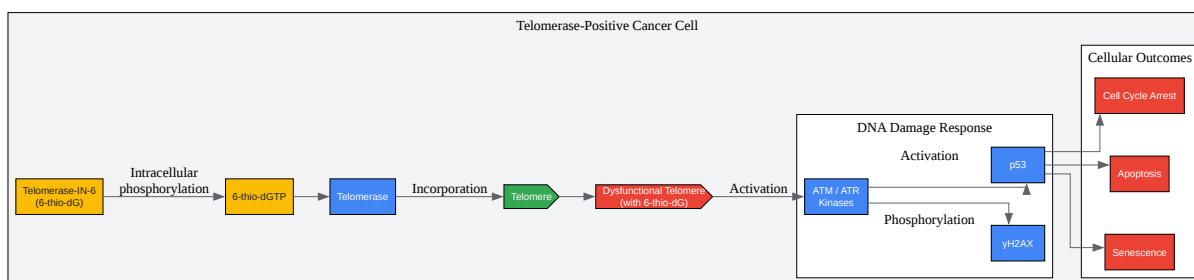 Telomerase-Positive Cancer Cell
Cellular Outcomes
Cell Cycle Arrest
DNA Damage Response
Activation
p53
Intracellular
phosphorylation
Apoptosis
Telomerase-IN-6
(6-thio-dG)
6-thio-dGTP
Telomerase
Incorporation
Telomere
Dysfunctional Telomere
(with 6-thio-dG)
Activation
ATM / ATR
Kinases
Phosphorylation
γH2AX
Senescence